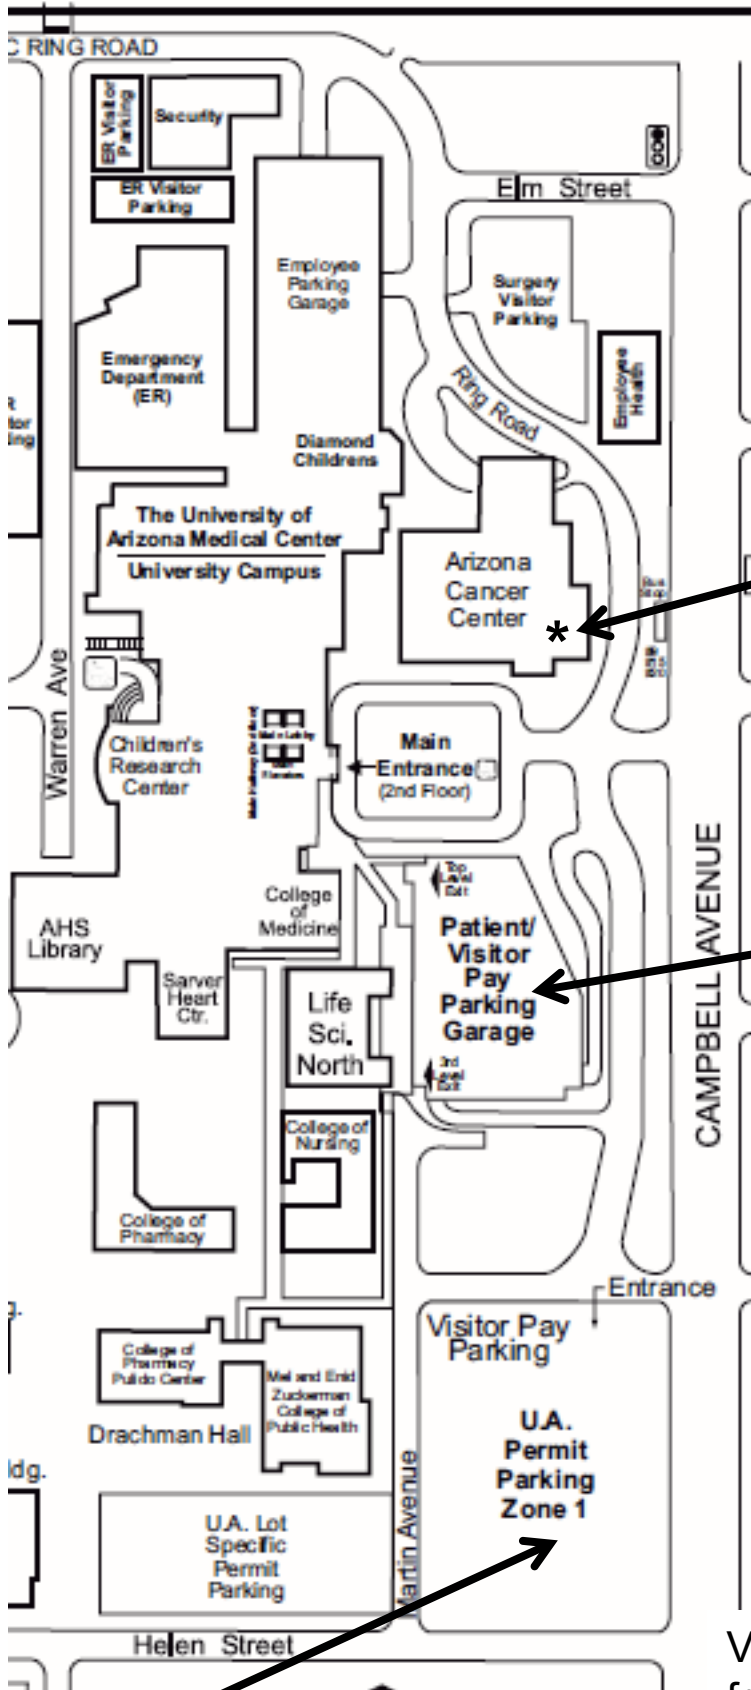 C RING ROAD
ER Visitor
Parking
Security
ER Visitor
Parking
Elm Street
Employee
Parking
Garage
Surgery
Visitor
Parking
Emergency
Department
(ER)
Employee
Health
Ring Road
Diamond
Childrens
The University of
Arizona Medical Center
University Campus
Arizona
Cancer
Center
*
Warren Ave
Children's
Research
Center
Main Lobby
Main
Entrance
(2nd Floor)
CAMPBELL AVENUE
Top
Level
Exit
College
of
Medicine
AHS
Library
Patient/
Visitor
Pay
Parking
Garage
Sarver
Heart
Ctr.
Life
Sci.
North
3rd
Level
Exit
College of
Nursing
College of
Pharmacy
Entrance
Visitor Pay
Parking
College of
Pharmacy
Pulido Center
Mel and Enid
Zuckerman
College of
Public Health
Drachman Hall
U.A.
Permit
Parking
Zone 1
ldg.
Martin Avenue
U.A. Lot
Specific
Permit
Parking
Helen Street
V